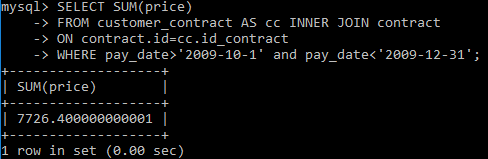 mysql> SELECT SUM(price)
    -> FROM customer_contract AS cc INNER JOIN contract
    -> ON contract.id=cc.id_contract
    -> WHERE pay_date>'2009-10-1' and pay_date<'2009-12-31';
+-------------------+
| SUM(price)        |
+-------------------+
| 7726.400000000001 |
+-------------------+
1 row in set (0.00 sec)